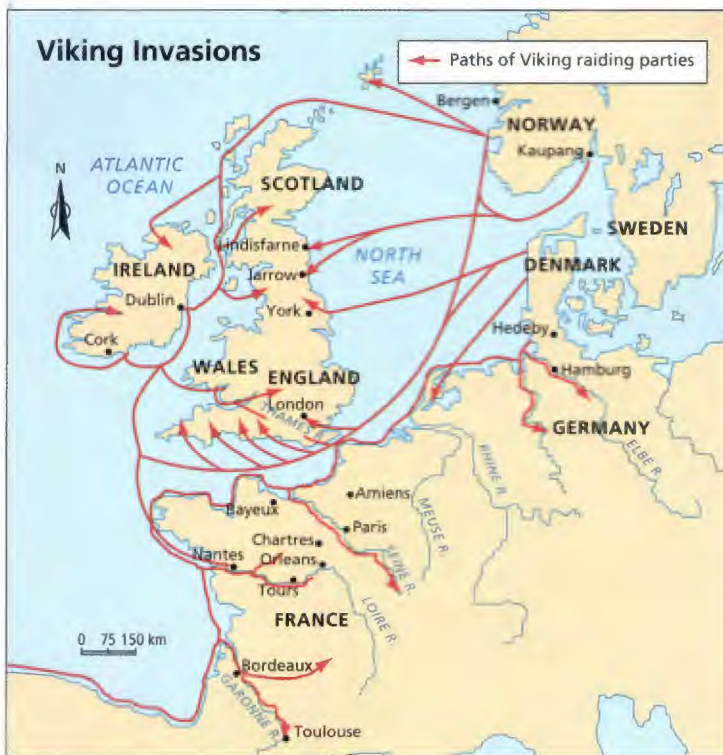 Viking Invasions
Paths of Viking raiding parties
Bergen
NORWAY
Kaupang
N
ATLANTIC
OCEAN
SCOTLAND
SWEDEN
Lindisfarne
NORTH
SEA
IRELAND
DENMARK
Jarrow
Dublin
York
Hedeby
Cork
WALES
Hamburg
ENGLAND
London
THAMES R.
GERMANY
ELBE R.
RHINE R.
Amiens
MEUSE R.
Bayeux
Paris
Chartres
Nantes
Orleans
SEINE R.
Tours
LOIRE R.
FRANCE
0 75 150 km
Bordeaux
GARONNE R.
Toulouse